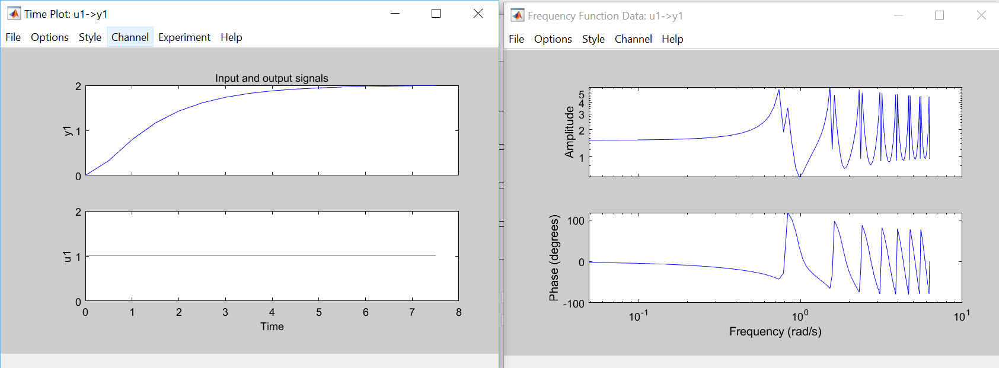 Time Plot: u1->y1
File Options Style Channel Experiment Help
Input and output signals
2
1
0
y1
2
1
0
u1
0 1 2 3 4 5 6 7 8
Time
Frequency Function Data: u1->y1
File Options Style Channel Help
5
4
3
2
1
Amplitude
100
0
-100
Phase (degrees)
10^-1 10^0 10^1
Frequency (rad/s)